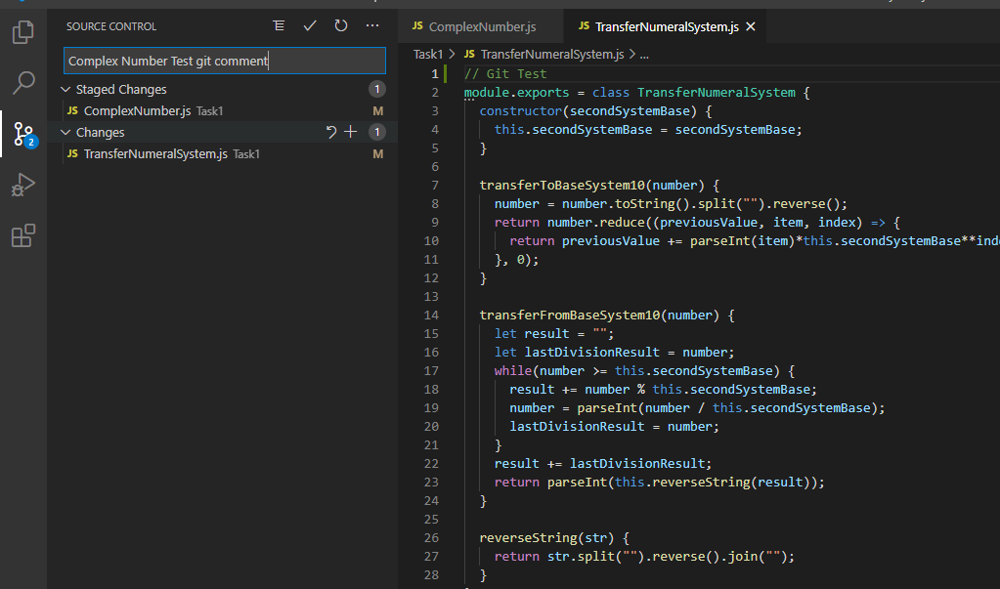 SOURCE CONTROL
Complex Number Test git comment
Staged Changes 1
JS ComplexNumber.js Task1 M
Changes 1
JS TransferNumeralSystem.js Task1 M
2
JS ComplexNumber.js JS TransferNumeralSystem.js
Task1 > JS TransferNumeralSystem.js > ...
1 // Git Test
2 module.exports = class TransferNumeralSystem {
3 constructor(secondSystemBase) {
4 this.secondSystemBase = secondSystemBase;
5 }
6
7 transferToBaseSystem10(number) {
8 number = number.toString().split("").reverse();
9 return number.reduce((previousValue, item, index) => {
10 return previousValue += parseInt(item)*this.secondSystemBase**ind
11 }, 0);
12 }
13
14 transferFromBaseSystem10(number) {
15 let result = "";
16 let lastDivisionResult = number;
17 while(number >= this.secondSystemBase) {
18 result += number % this.secondSystemBase;
19 number = parseInt(number / this.secondSystemBase);
20 lastDivisionResult = number;
21 }
22 result += lastDivisionResult;
23 return parseInt(this.reverseString(result));
24 }
25
26 reverseString(str) {
27 return str.split("").reverse().join("");
28 }